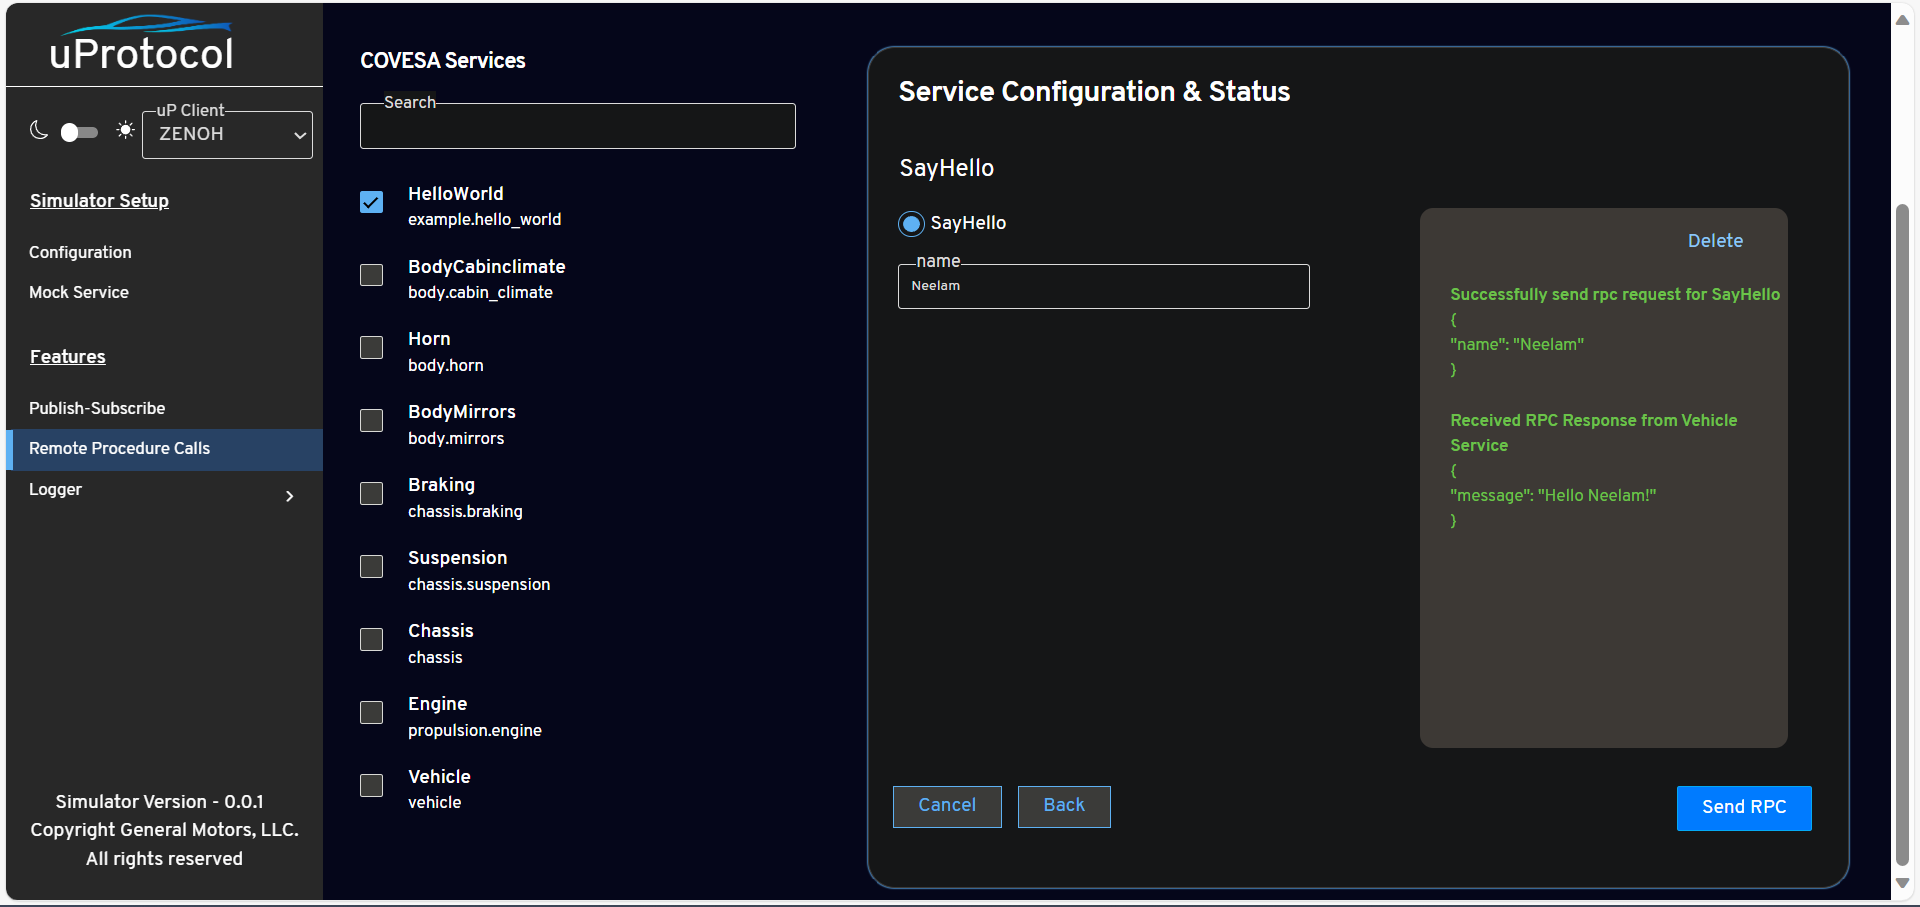 uProtocol
uP Client
ZENOH
Simulator Setup
Configuration
Mock Service
Features
Publish-Subscribe
Remote Procedure Calls
Logger
Simulator Version - 0.0.1
Copyright General Motors, LLC.
All rights reserved
COVESA Services
Search
HelloWorld
example.hello_world
BodyCabinclimate
body.cabin_climate
Horn
body.horn
BodyMirrors
body.mirrors
Braking
chassis.braking
Suspension
chassis.suspension
Chassis
chassis
Engine
propulsion.engine
Vehicle
vehicle
Service Configuration & Status
SayHello
SayHello
name
Neelam
Delete
Successfully send rpc request for SayHello
{
"name": "Neelam"
}
Received RPC Response from Vehicle
Service
{
"message": "Hello Neelam!"
}
Cancel
Back
Send RPC